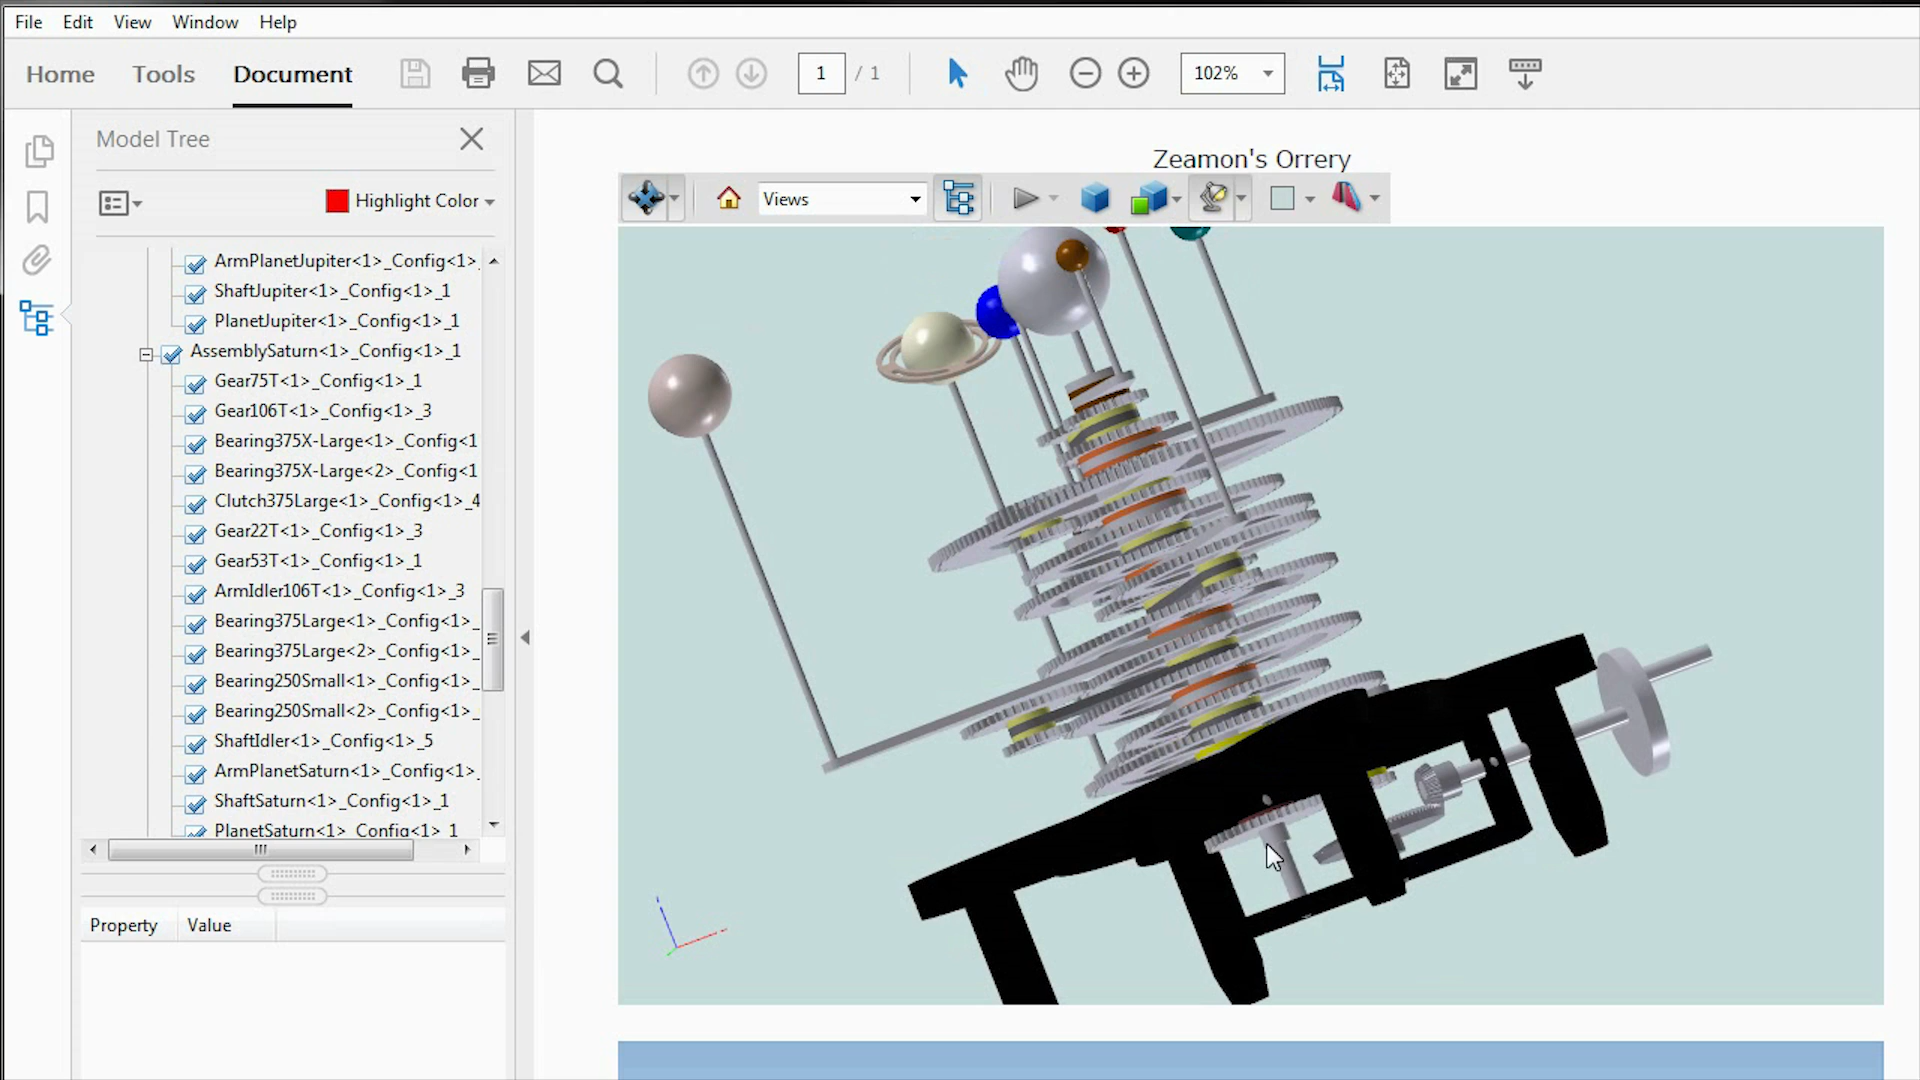 File Edit View Window Help
Home Tools Document 1 / 1 102%
Model Tree
Highlight Color
Zeamon's Orrery
Views
ArmPlanetJupiter<1>_Config<1>_
ShaftJupiter<1>_Config<1>_1
PlanetJupiter<1>_Config<1>_1
AssemblySaturn<1>_Config<1>_1
Gear75T<1>_Config<1>_1
Gear106T<1>_Config<1>_3
Bearing375X-Large<1>_Config<1
Bearing375X-Large<2>_Config<1
Clutch375Large<1>_Config<1>_4
Gear22T<1>_Config<1>_3
Gear53T<1>_Config<1>_1
ArmIdler106T<1>_Config<1>_3
Bearing375Large<1>_Config<1>_
Bearing375Large<2>_Config<1>_
Bearing250Small<1>_Config<1>_
Bearing250Small<2>_Config<1>_
ShaftIdler<1>_Config<1>_5
ArmPlanetSaturn<1>_Config<1>_
ShaftSaturn<1>_Config<1>_1
PlanetSaturn<1>_Config<1>_1
Property Value